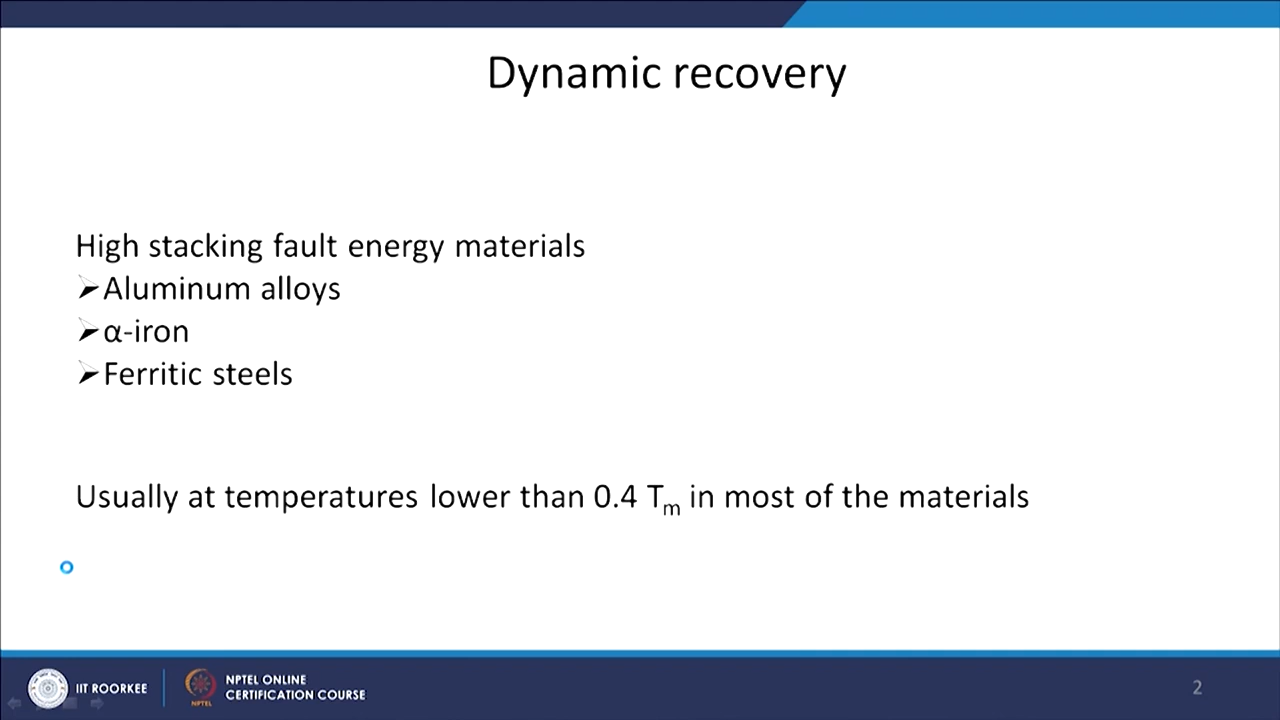 Dynamic recovery
High stacking fault energy materials
➢Aluminum alloys
➢α-iron
➢Ferritic steels
Usually at temperatures lower than 0.4 Tₘ in most of the materials
IIT ROORKEE
NPTEL
NPTEL ONLINE
CERTIFICATION COURSE
2